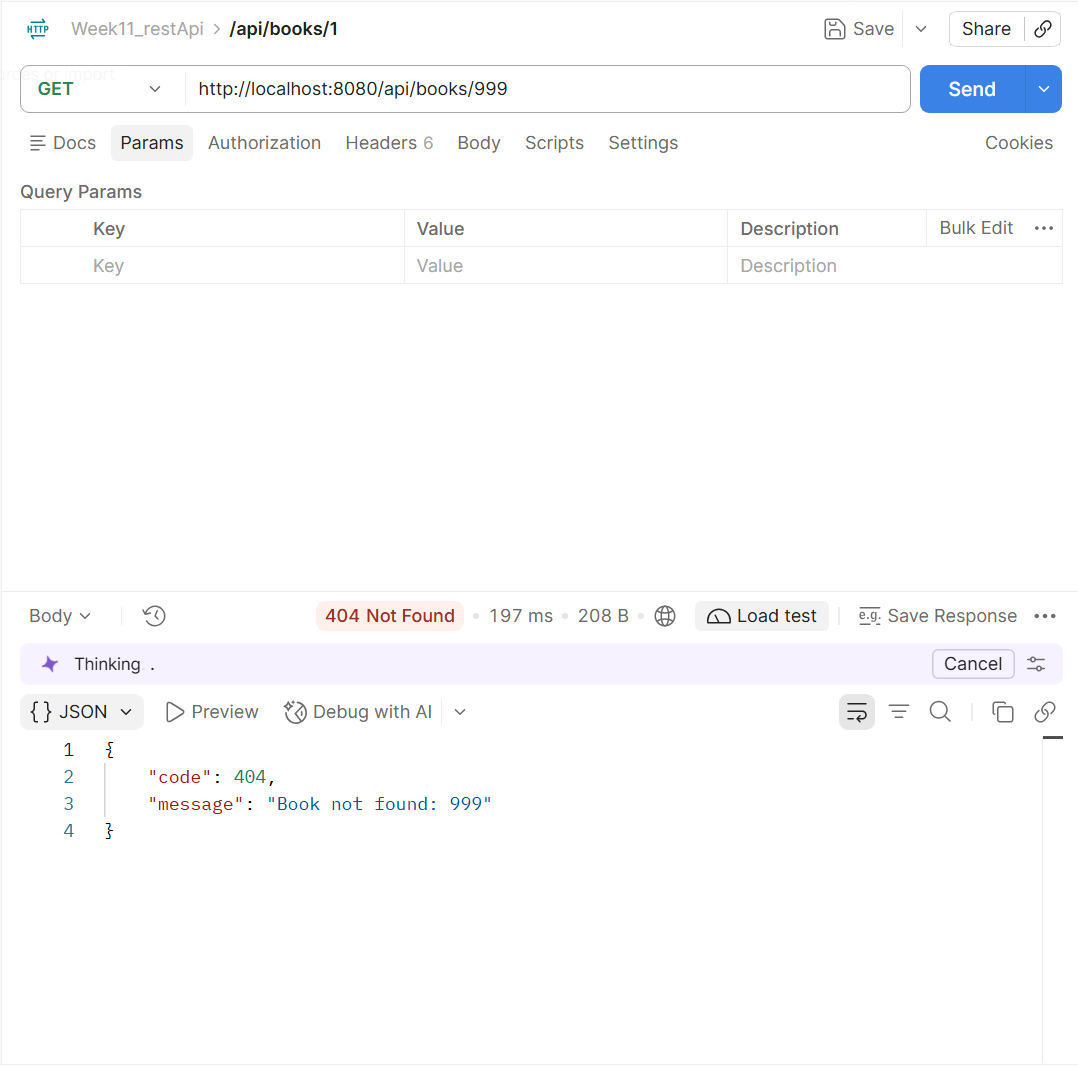 HTTP Week11_restApi > /api/books/1 Save Share
GET http://localhost:8080/api/books/999 Send
Docs Params Authorization Headers 6 Body Scripts Settings Cookies
Query Params
Key Value Description Bulk Edit
Key Value Description
Body 404 Not Found 197 ms 208 B Load test e.g. Save Response
Thinking . Cancel
{} JSON Preview Debug with AI
1 {
2 "code": 404,
3 "message": "Book not found: 999"
4 }